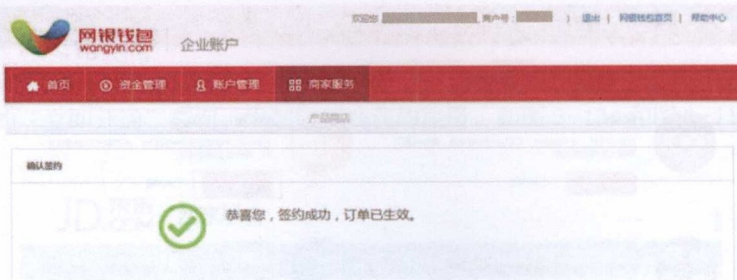 欢迎您 商户号： | 退出 | 网银钱包首页 | 帮助中心
网银钱包
wangyin.com
企业账户
首页 资金管理 账户管理 商家服务
产品商店
确认签约
恭喜您，签约成功，订单已生效。